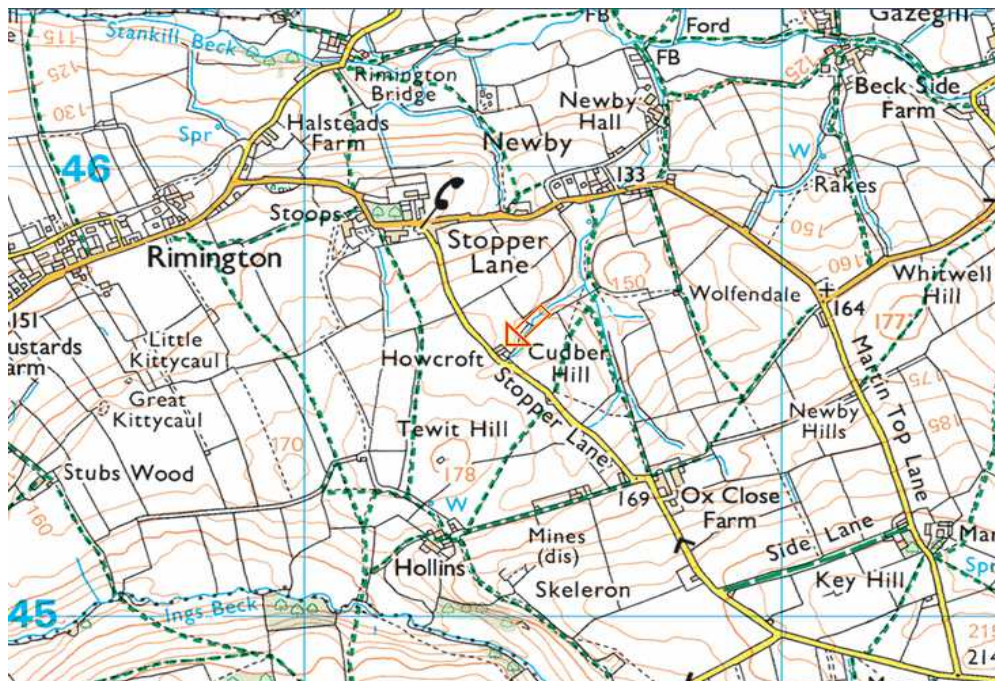 FB
Ford
Gazegill
115
Stankill Beck
125
Rimington
Bridge
FB
125
Beck Side
Farm
130
Spr
Halsteads
Farm
Newby
Hall
Newby
46
W
133
Rakes
Stoops
Rimington
Stopper
Lane
150
160
Whitwell
Hill
150
Wolfendale
164
177
151
Little
Kittycaul
arm
Howcroft
Cudber
Hill
Martin Top Lane
175
Great
Kittycaul
Stopper Lane
Newby
Hills
185
Tewit Hill
170
178
Stubs Wood
160
W
169
Ox Close
Farm
Mines
(dis)
Side Lane
Mar
Hollins
Skeleron
Key Hill
Spr
45
Ings Beck
215
214